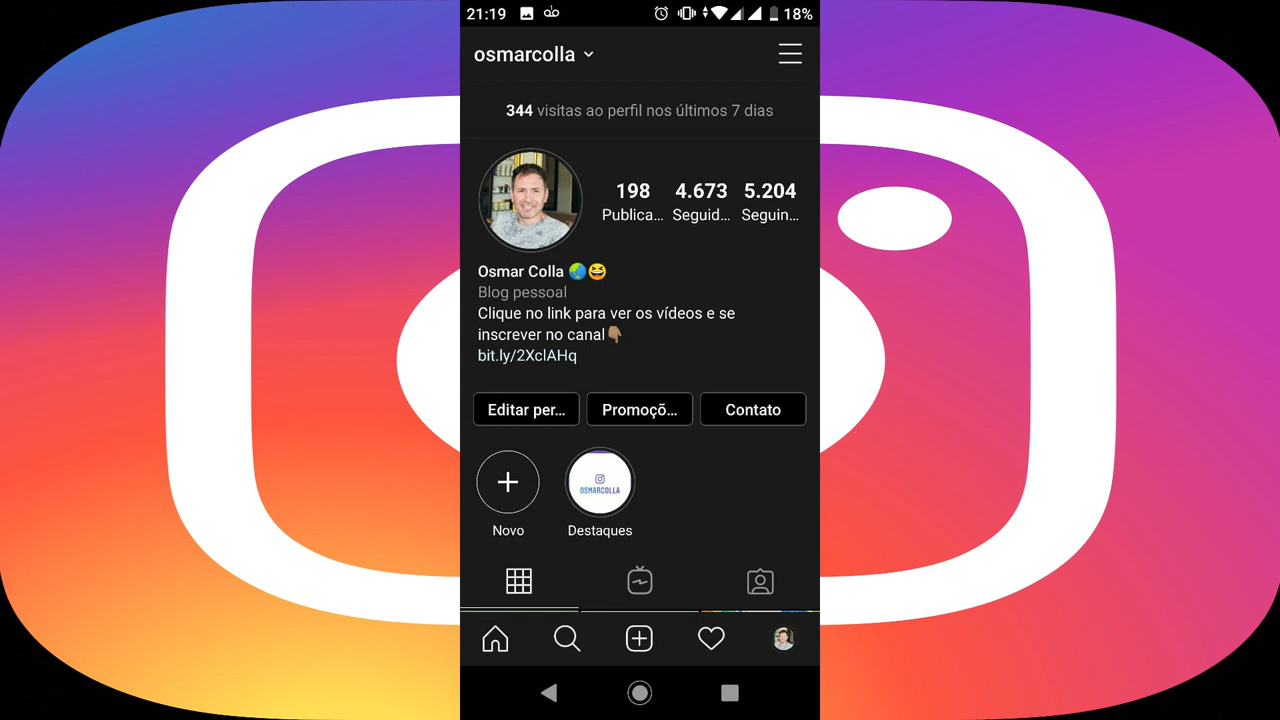 21:19
18%
osmarcolla
344 visitas ao perfil nos últimos 7 dias
198 4.673 5.204
Publica... Seguid... Seguin...
Osmar Colla 🌏😆
Blog pessoal
Clique no link para ver os vídeos e se
inscrever no canal👇🏽
bit.ly/2XclAHq
Editar per... Promoçõ... Contato
OSMARCOLLA
Novo Destaques